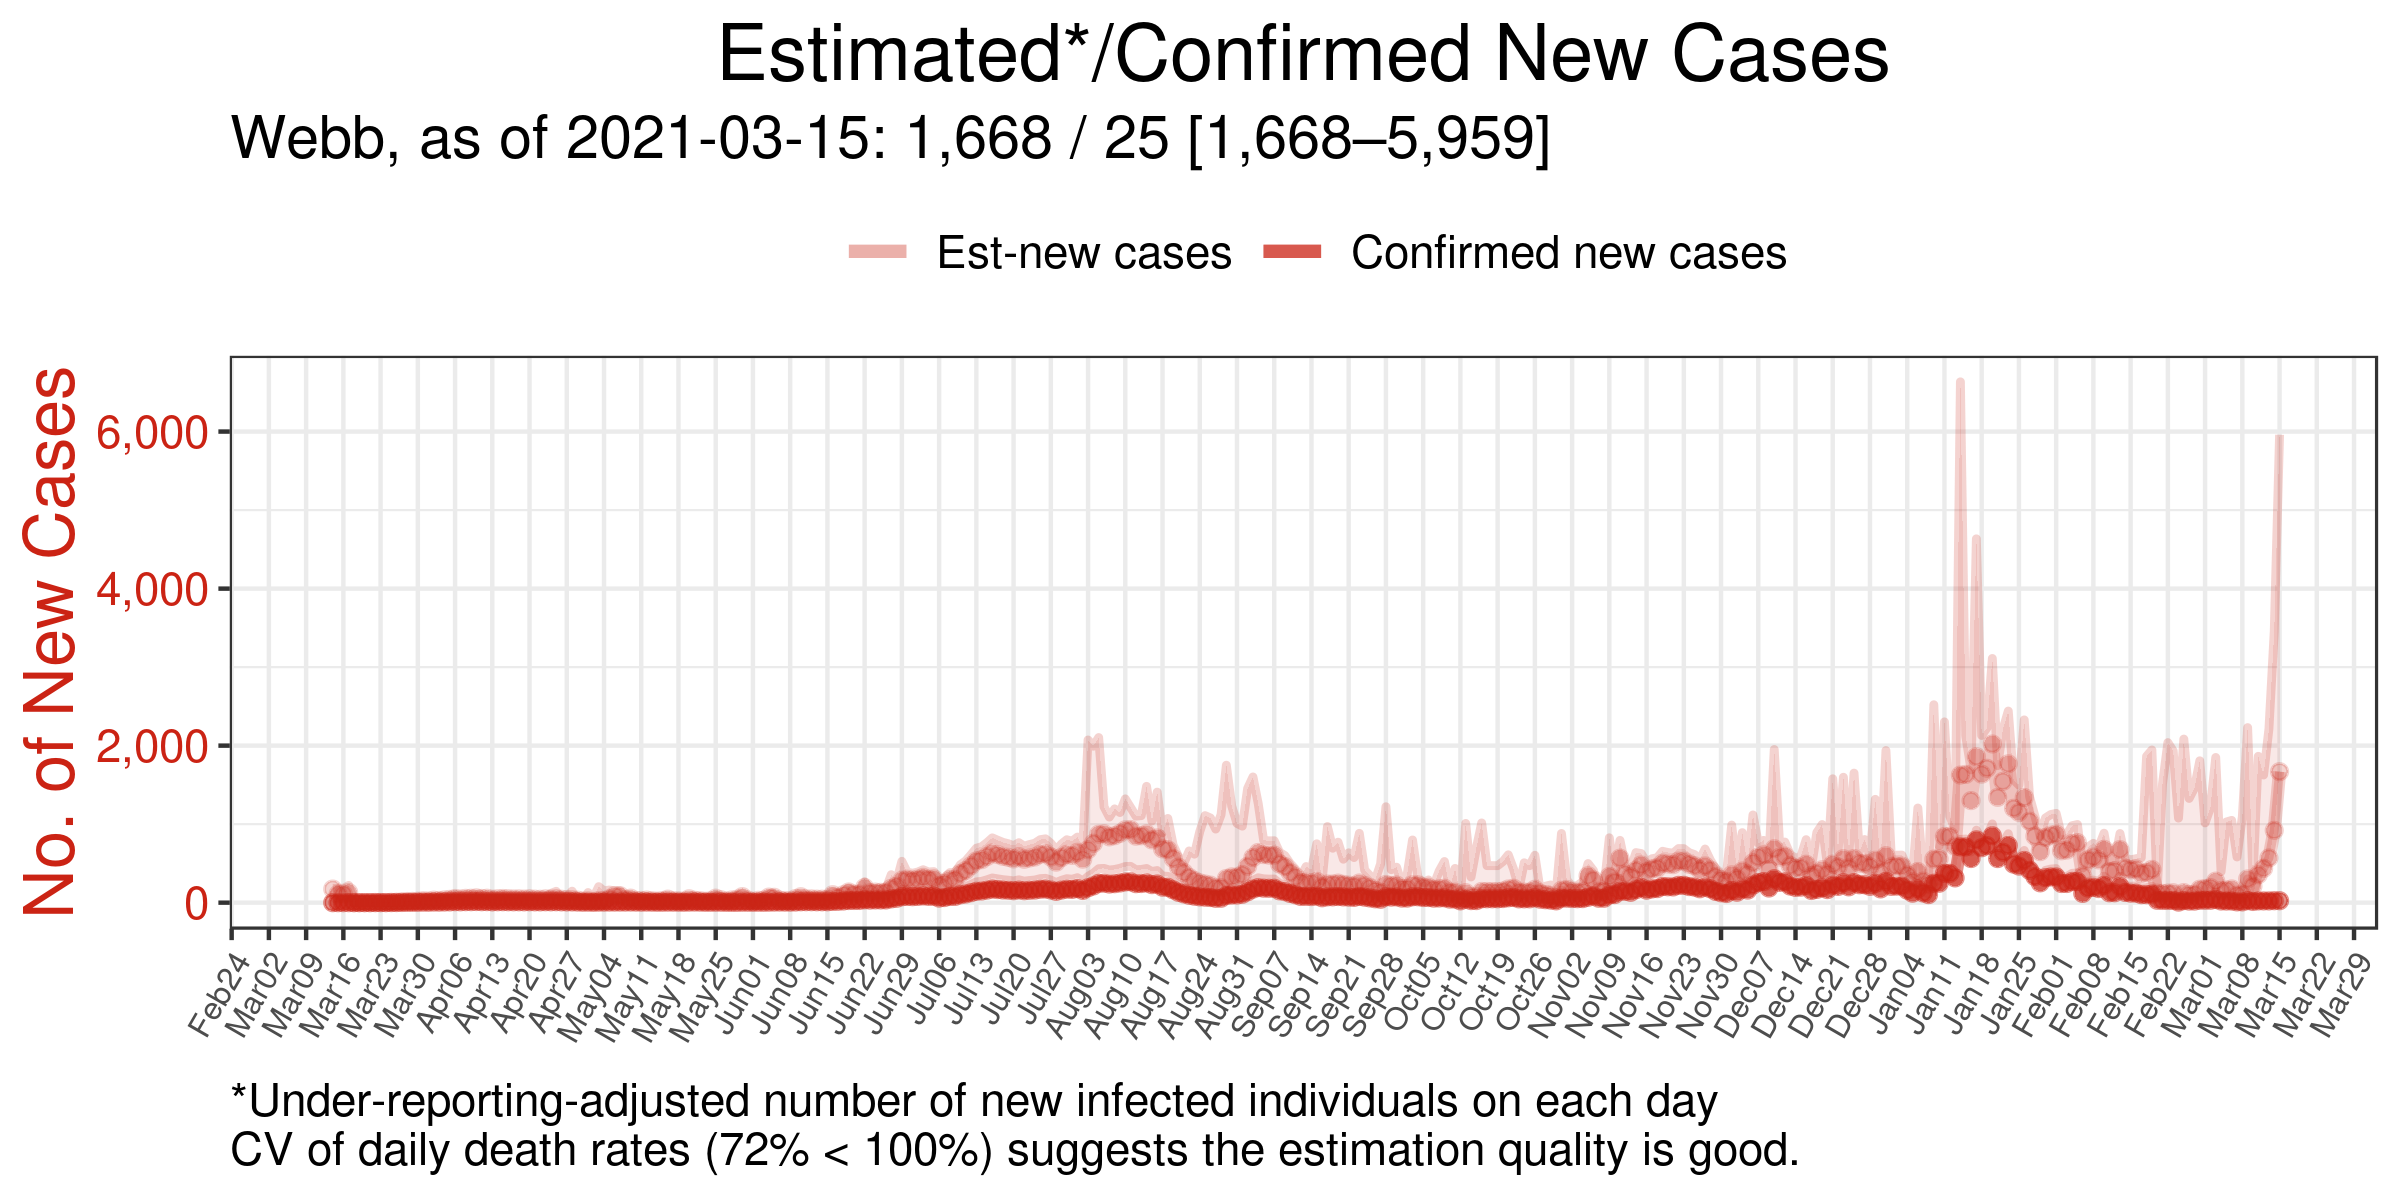 Estimated*/Confirmed New Cases
Webb, as of 2021-03-15: 1,668 / 25 [1,668–5,959]
Est-new cases Confirmed new cases
No. of New Cases
6,000
4,000
2,000
0
Feb24 Mar02 Mar09 Mar16 Mar23 Mar30 Apr06 Apr13 Apr20 Apr27 May04 May11 May18 May25 Jun01 Jun08 Jun15 Jun22 Jun29 Jul06 Jul13 Jul20 Jul27 Aug03 Aug10 Aug17 Aug24 Aug31 Sep07 Sep14 Sep21 Sep28 Oct05 Oct12 Oct19 Oct26 Nov02 Nov09 Nov16 Nov23 Nov30 Dec07 Dec14 Dec21 Dec28 Jan04 Jan11 Jan18 Jan25 Feb01 Feb08 Feb15 Feb22 Mar01 Mar08 Mar15 Mar22 Mar29
*Under-reporting-adjusted number of new infected individuals on each day
CV of daily death rates (72% < 100%) suggests the estimation quality is good.